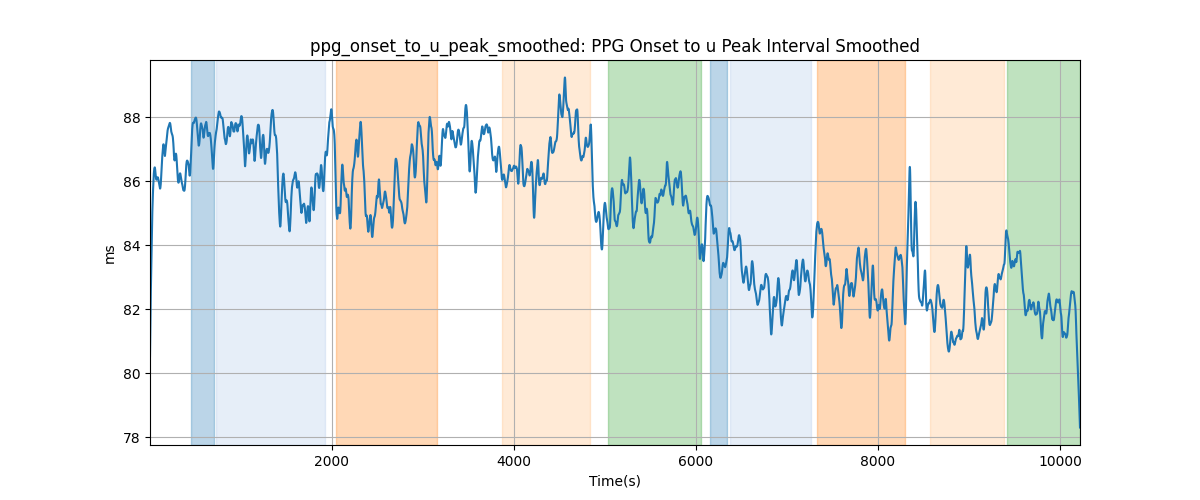 ppg_onset_to_u_peak_smoothed: PPG Onset to u Peak Interval Smoothed
88
86
84
82
80
78
ms
2000 4000 6000 8000 10000
Time(s)